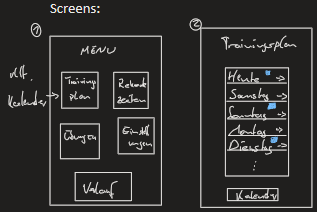 Screens:
①
MENU
Alt.
Kalender
Trainings
plan
Rekord
zeiten
Übungen
Einstell
ungen
Verlauf
②
Trainingsplan
Heute →
Samstag →
Sonntag →
Montag →
Dienstag →
⋮
Kalender